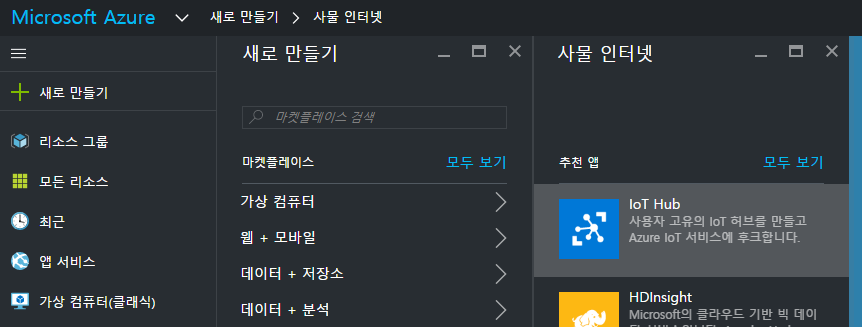 Microsoft Azure 새로 만들기 사물 인터넷
새로 만들기
리소스 그룹
모든 리소스
최근
앱 서비스
가상 컴퓨터(클래식)
새로 만들기
마켓플레이스 검색
마켓플레이스 모두 보기
가상 컴퓨터
웹 + 모바일
데이터 + 저장소
데이터 + 분석
사물 인터넷
추천 앱 모두 보기
IoT Hub
사용자 고유의 IoT 허브를 만들고
Azure IoT 서비스에 후크합니다.
HDInsight
Microsoft의 클라우드 기반 빅 데이